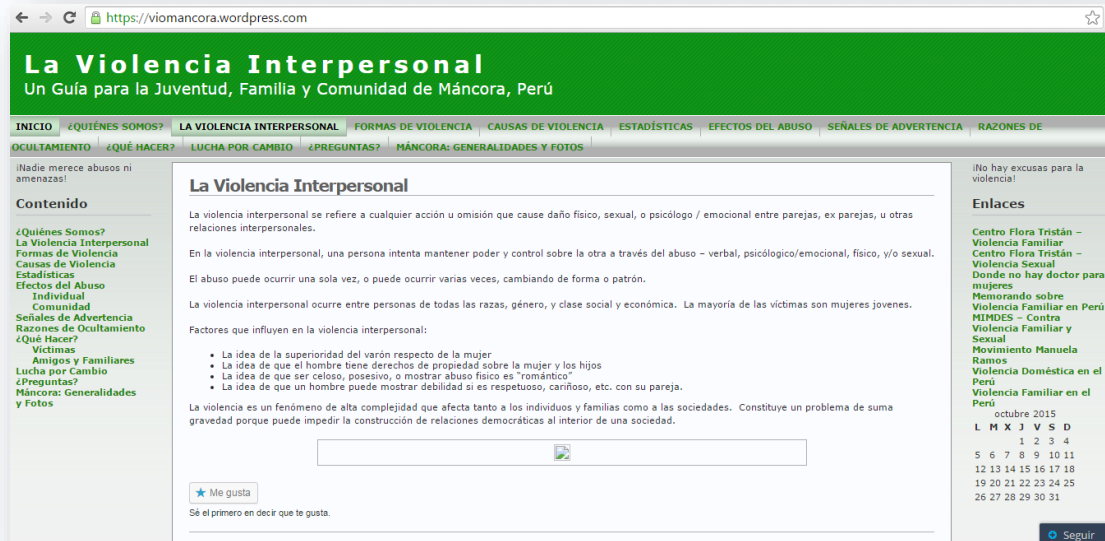 https://viomancora.wordpress.com
La Violencia Interpersonal
Un Guía para la Juventud, Familia y Comunidad de Máncora, Perú
INICIO ¿QUIÉNES SOMOS? LA VIOLENCIA INTERPERSONAL FORMAS DE VIOLENCIA CAUSAS DE VIOLENCIA ESTADÍSTICAS EFECTOS DEL ABUSO SEÑALES DE ADVERTENCIA RAZONES DE
OCULTAMIENTO ¿QUÉ HACER? LUCHA POR CAMBIO ¿PREGUNTAS? MÁNCORA: GENERALIDADES Y FOTOS
¡Nadie merece abusos ni
amenazas!
Contenido
¿Quiénes Somos?
La Violencia Interpersonal
Formas de Violencia
Causas de Violencia
Estadísticas
Efectos del Abuso
Individual
Comunidad
Señales de Advertencia
Razones de Ocultamiento
¿Qué Hacer?
Víctimas
Amigos y Familiares
Lucha por Cambio
¿Preguntas?
Máncora: Generalidades
y Fotos
La Violencia Interpersonal
La violencia interpersonal se refiere a cualquier acción u omisión que cause daño físico, sexual, o psicólogo / emocional entre parejas, ex parejas, u otras
relaciones interpersonales.
En la violencia interpersonal, una persona intenta mantener poder y control sobre la otra a través del abuso – verbal, psicólogico/emocional, físico, y/o sexual.
El abuso puede ocurrir una sola vez, o puede ocurrir varias veces, cambiando de forma o patrón.
La violencia interpersonal ocurre entre personas de todas las razas, género, y clase social y económica. La mayoría de las víctimas son mujeres jovenes.
Factores que influyen en la violencia interpersonal:
• La idea de la superioridad del varón respecto de la mujer
• La idea de que el hombre tiene derechos de propiedad sobre la mujer y los hijos
• La idea de que ser celoso, posesivo, o mostrar abuso físico es "romántico"
• La idea de que un hombre puede mostrar debilidad si es respetuoso, cariñoso, etc. con su pareja.
La violencia es un fenómeno de alta complejidad que afecta tanto a los individuos y familias como a las sociedades. Constituye un problema de suma
gravedad porque puede impedir la construcción de relaciones democráticas al interior de una sociedad.
Me gusta
Sé el primero en decir que te gusta.
¡No hay excusas para la
violencia!
Enlaces
Centro Flora Tristán –
Violencia Familiar
Centro Flora Tristán –
Violencia Sexual
Donde no hay doctor para
mujeres
Memorando sobre
Violencia Familiar en Perú
MIMDES – Contra
Violencia Familiar y
Sexual
Movimiento Manuela
Ramos
Violencia Doméstica en el
Perú
Violencia Familiar en el
Perú
octubre 2015
L M X J V S D
1 2 3 4
5 6 7 8 9 10 11
12 13 14 15 16 17 18
19 20 21 22 23 24 25
26 27 28 29 30 31
Seguir